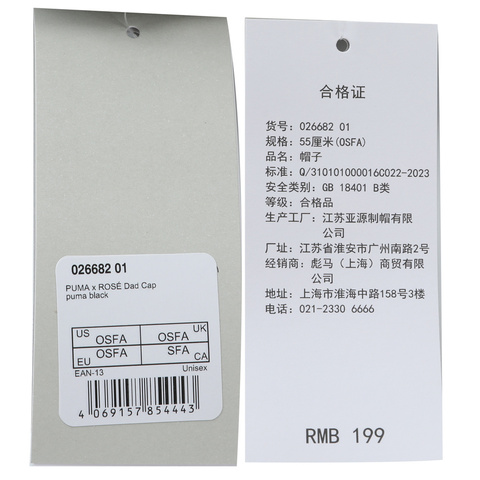 026682 01
PUMA x ROSÉ Dad Cap
puma black
US OSFA OSFA UK
EU OSFA SFA CA
EAN-13 Unisex
4 069157 854443
合格证
货号: 026682 01
规格: 55厘米(OSFA)
品名: 帽子
标准: Q/310101000016C022-2023
安全类别: GB 18401 B类
等级: 合格品
生产工厂: 江苏亚源制帽有限
公司
厂址: 江苏省淮安市广州南路2号
经销商: 彪马（上海）商贸有限
公司
地址: 上海市淮海中路158号3楼
电话: 021-2330 6666
RMB 199